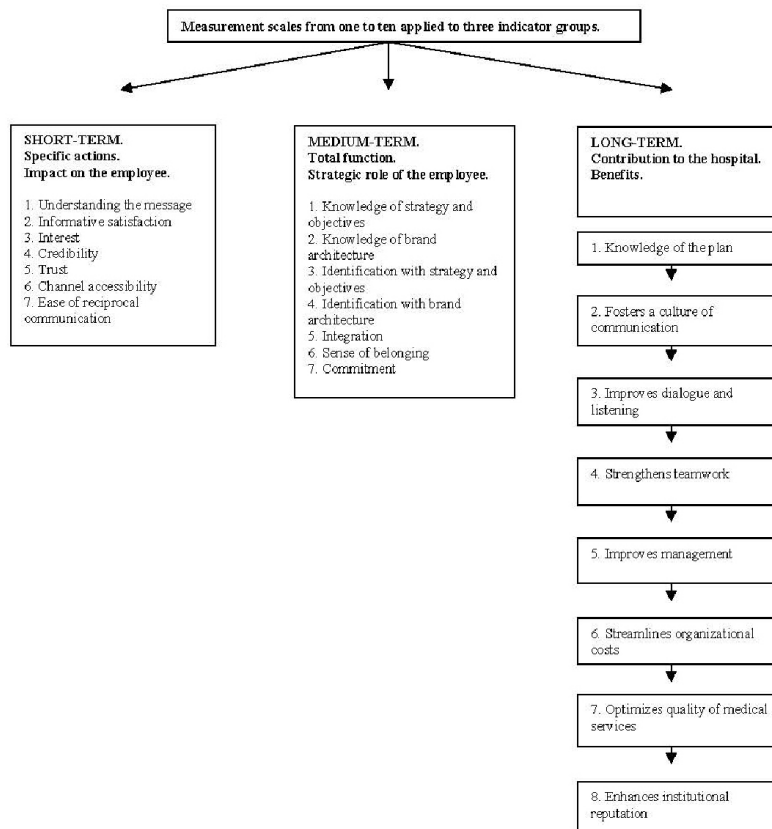 Measurement scales from one to ten applied to three indicator groups.
SHORT-TERM.
Specific actions.
Impact on the employee.
1. Understanding the message
2. Informative satisfaction
3. Interest
4. Credibility
5. Trust
6. Channel accessibility
7. Ease of reciprocal
communication
MEDIUM-TERM.
Total function.
Strategic role of the employee.
1. Knowledge of strategy and
objectives
2. Knowledge of brand
architecture
3. Identification with strategy and
objectives
4. Identification with brand
architecture
5. Integration
6. Sense of belonging
7. Commitment
LONG-TERM.
Contribution to the hospital.
Benefits.
1. Knowledge of the plan
2. Fosters a culture of
communication
3. Improves dialogue and
listening
4. Strengthens teamwork
5. Improves management
6. Streamlines organizational
costs
7. Optimizes quality of medical
services
8. Enhances institutional
reputation